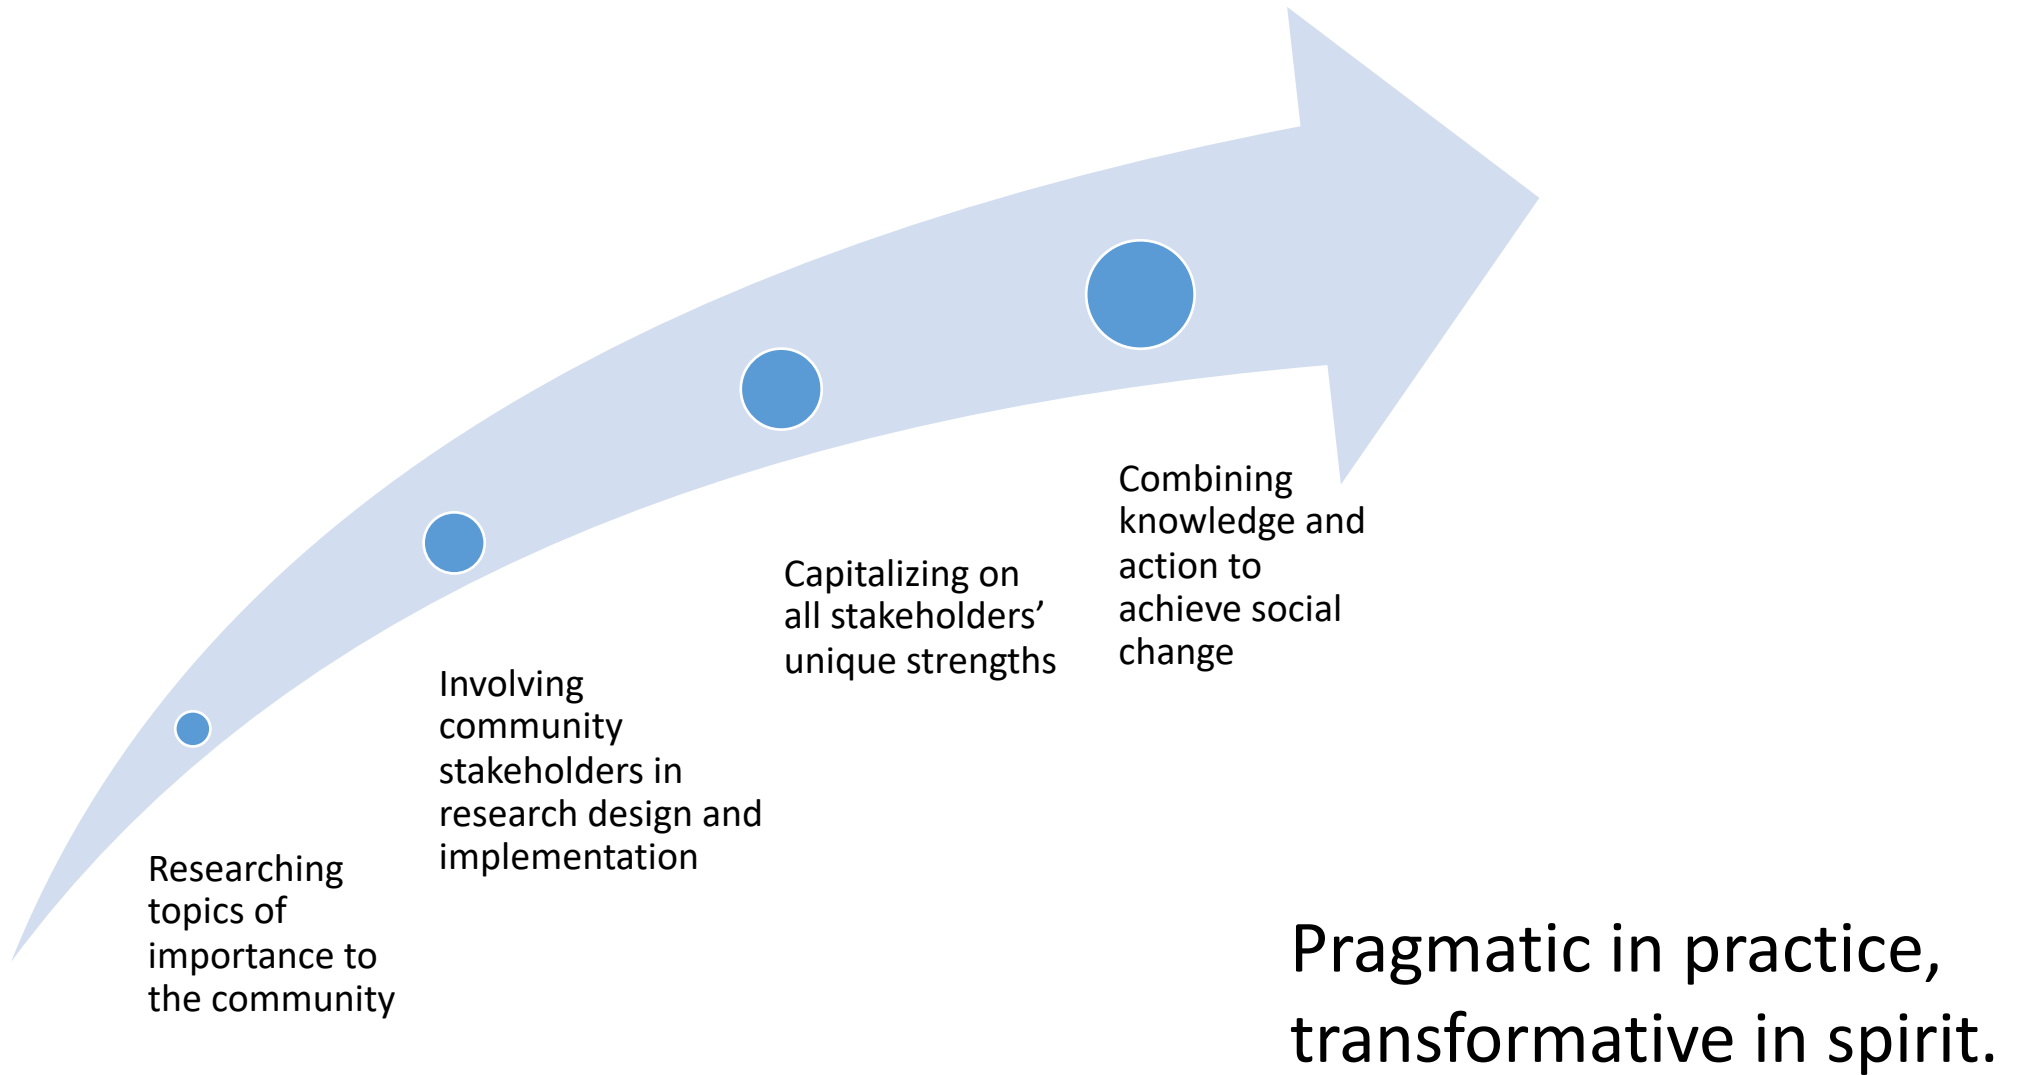 Researching
topics of
importance to
the community
Involving
community
stakeholders in
research design and
implementation
Capitalizing on
all stakeholders’
unique strengths
Combining
knowledge and
action to
achieve social
change
Pragmatic in practice,
transformative in spirit.